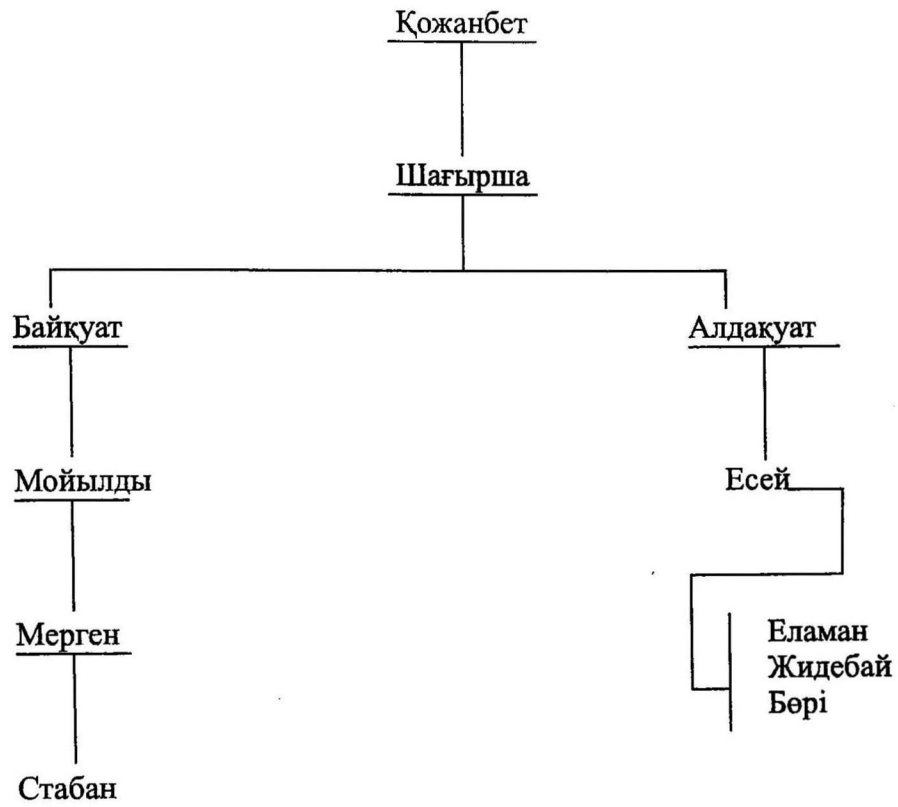 Қожанбет
Шағырша
Байқуат
Алдақуат
Мойылды
Есей
Мерген
Еламан
Жидебай
Бөрі
Стабан